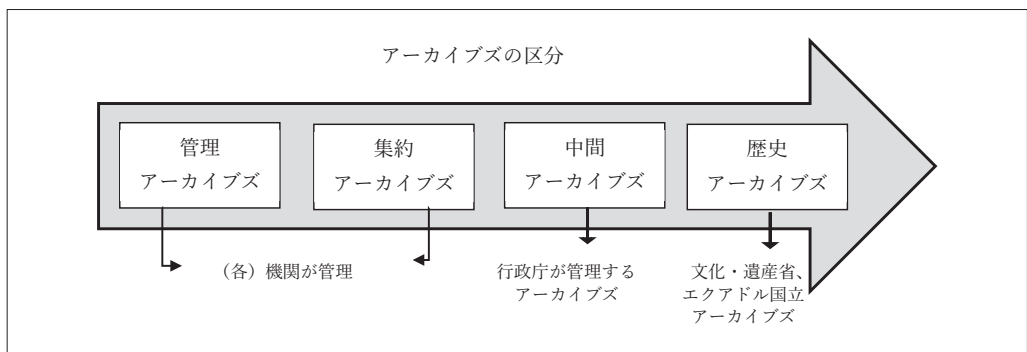 アーカイブズの区分
管理
アーカイブズ
集約
アーカイブズ
中間
アーカイブズ
歴史
アーカイブズ
（各）機関が管理
行政庁が管理する
アーカイブズ
文化・遺産省、
エクアドル国立
アーカイブズ